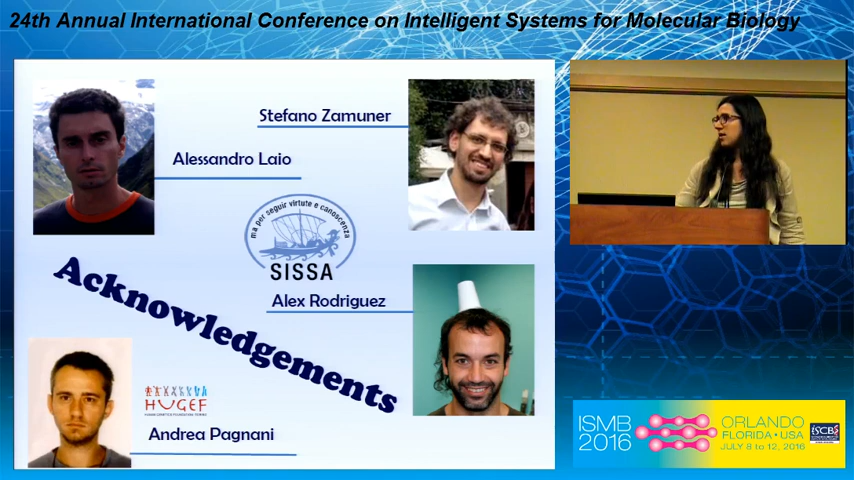 24th Annual International Conference on Intelligent Systems for Molecular Biology
Stefano Zamuner
Alessandro Laio
ma per seguir virtute e canoscenza
SISSA
Alex Rodriguez
Acknowledgements
HUGEF
Andrea Pagnani
ISMB
2016
ORLANDO
FLORIDA • USA
JULY 8 to 12, 2016
ISCB